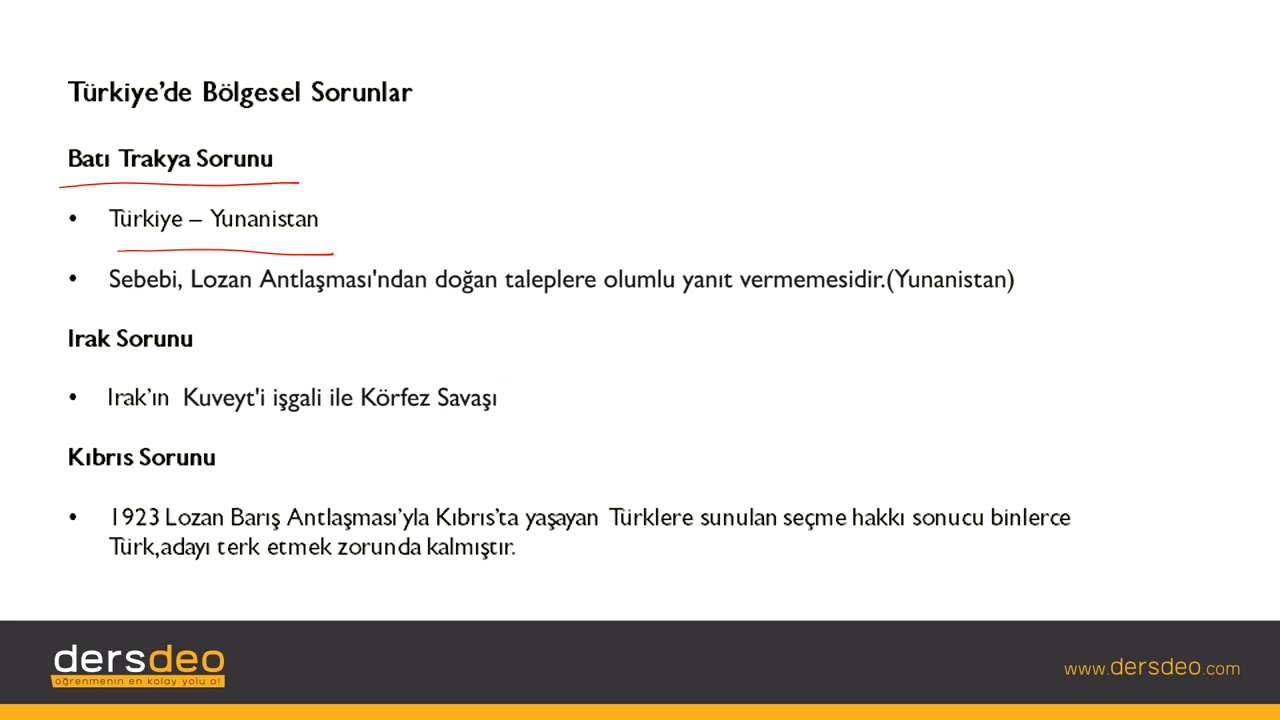 Türkiye’de Bölgesel Sorunlar
Batı Trakya Sorunu
• Türkiye – Yunanistan
• Sebebi, Lozan Antlaşması'ndan doğan taleplere olumlu yanıt vermemesidir.(Yunanistan)
Irak Sorunu
• Irak’ın Kuveyt'i işgali ile Körfez Savaşı
Kıbrıs Sorunu
• 1923 Lozan Barış Antlaşması’yla Kıbrıs’ta yaşayan Türklere sunulan seçme hakkı sonucu binlerce
Türk,adayı terk etmek zorunda kalmıştır.
dersdeo
öğrenmenin en kolay yolu o!
www.dersdeo.com